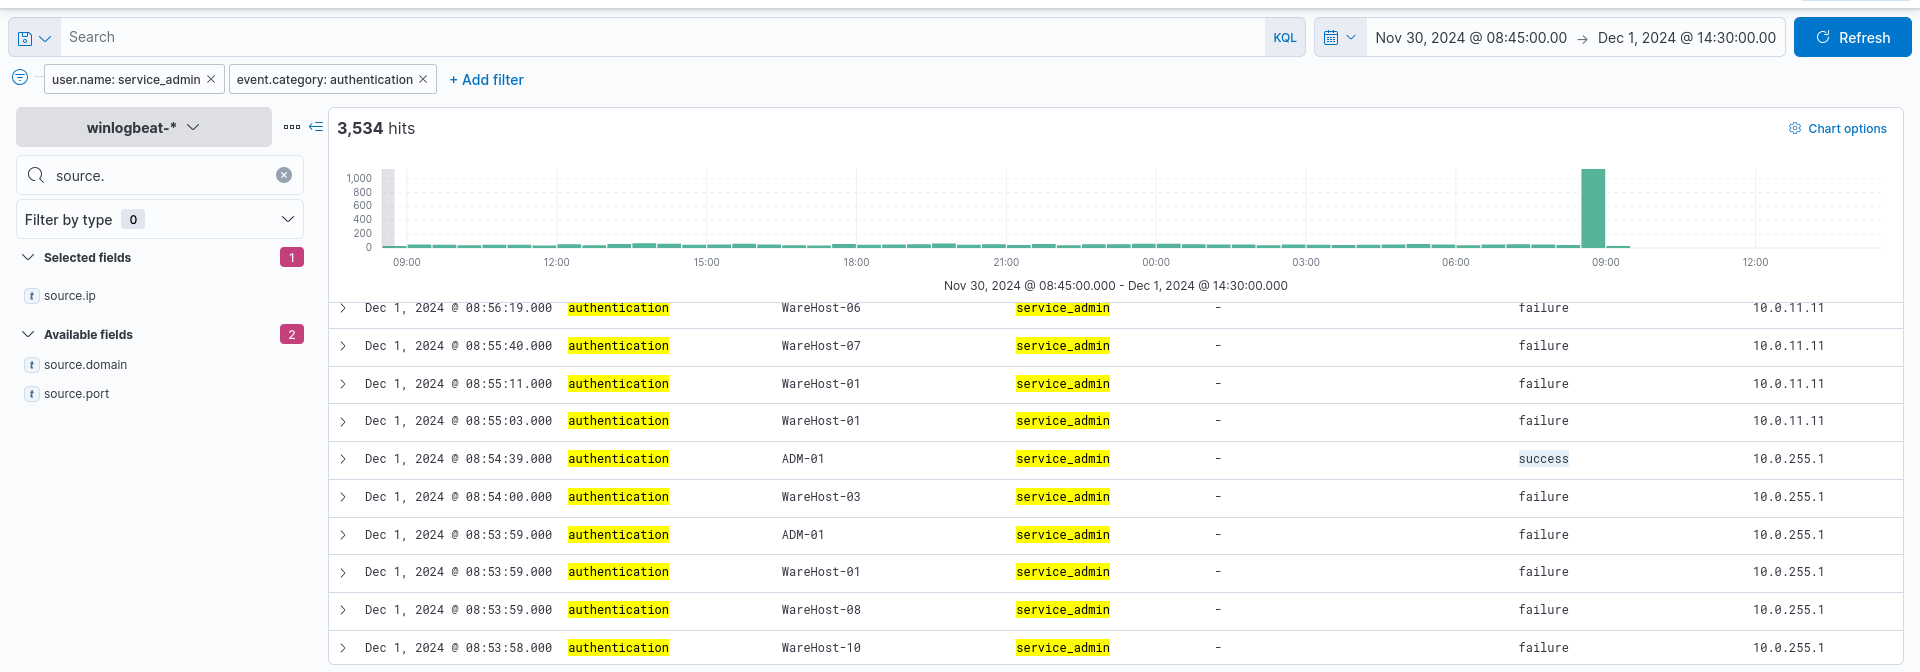 Search KQL Nov 30, 2024 @ 08:45:00.00 → Dec 1, 2024 @ 14:30:00.00 Refresh
user.name: service_admin × event.category: authentication × + Add filter
winlogbeat-*
source.
Filter by type 0
Selected fields 1
t source.ip
Available fields 2
t source.domain
t source.port
3,534 hits Chart options
1,000
800
600
400
200
0
09:00 12:00 15:00 18:00 21:00 00:00 03:00 06:00 09:00 12:00
Nov 30, 2024 @ 08:45:00.000 - Dec 1, 2024 @ 14:30:00.000
Dec 1, 2024 @ 08:56:19.000 authentication WareHost-06 service_admin - failure 10.0.11.11
Dec 1, 2024 @ 08:55:40.000 authentication WareHost-07 service_admin - failure 10.0.11.11
Dec 1, 2024 @ 08:55:11.000 authentication WareHost-01 service_admin - failure 10.0.11.11
Dec 1, 2024 @ 08:55:03.000 authentication WareHost-01 service_admin - failure 10.0.11.11
Dec 1, 2024 @ 08:54:39.000 authentication ADM-01 service_admin - success 10.0.255.1
Dec 1, 2024 @ 08:54:00.000 authentication WareHost-03 service_admin - failure 10.0.255.1
Dec 1, 2024 @ 08:53:59.000 authentication ADM-01 service_admin - failure 10.0.255.1
Dec 1, 2024 @ 08:53:59.000 authentication WareHost-01 service_admin - failure 10.0.255.1
Dec 1, 2024 @ 08:53:59.000 authentication WareHost-08 service_admin - failure 10.0.255.1
Dec 1, 2024 @ 08:53:58.000 authentication WareHost-10 service_admin - failure 10.0.255.1